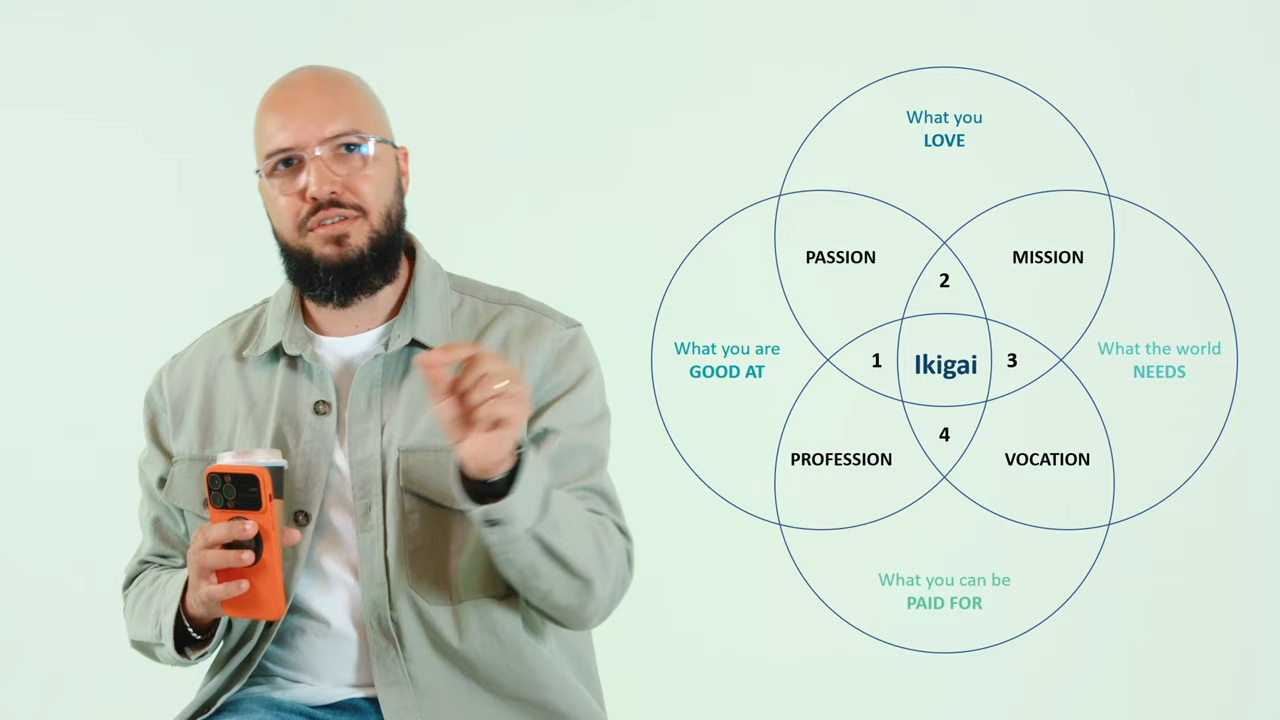 What you
LOVE
PASSION
MISSION
2
What you are
GOOD AT
1
Ikigai
3
What the world
NEEDS
4
PROFESSION
VOCATION
What you can be
PAID FOR